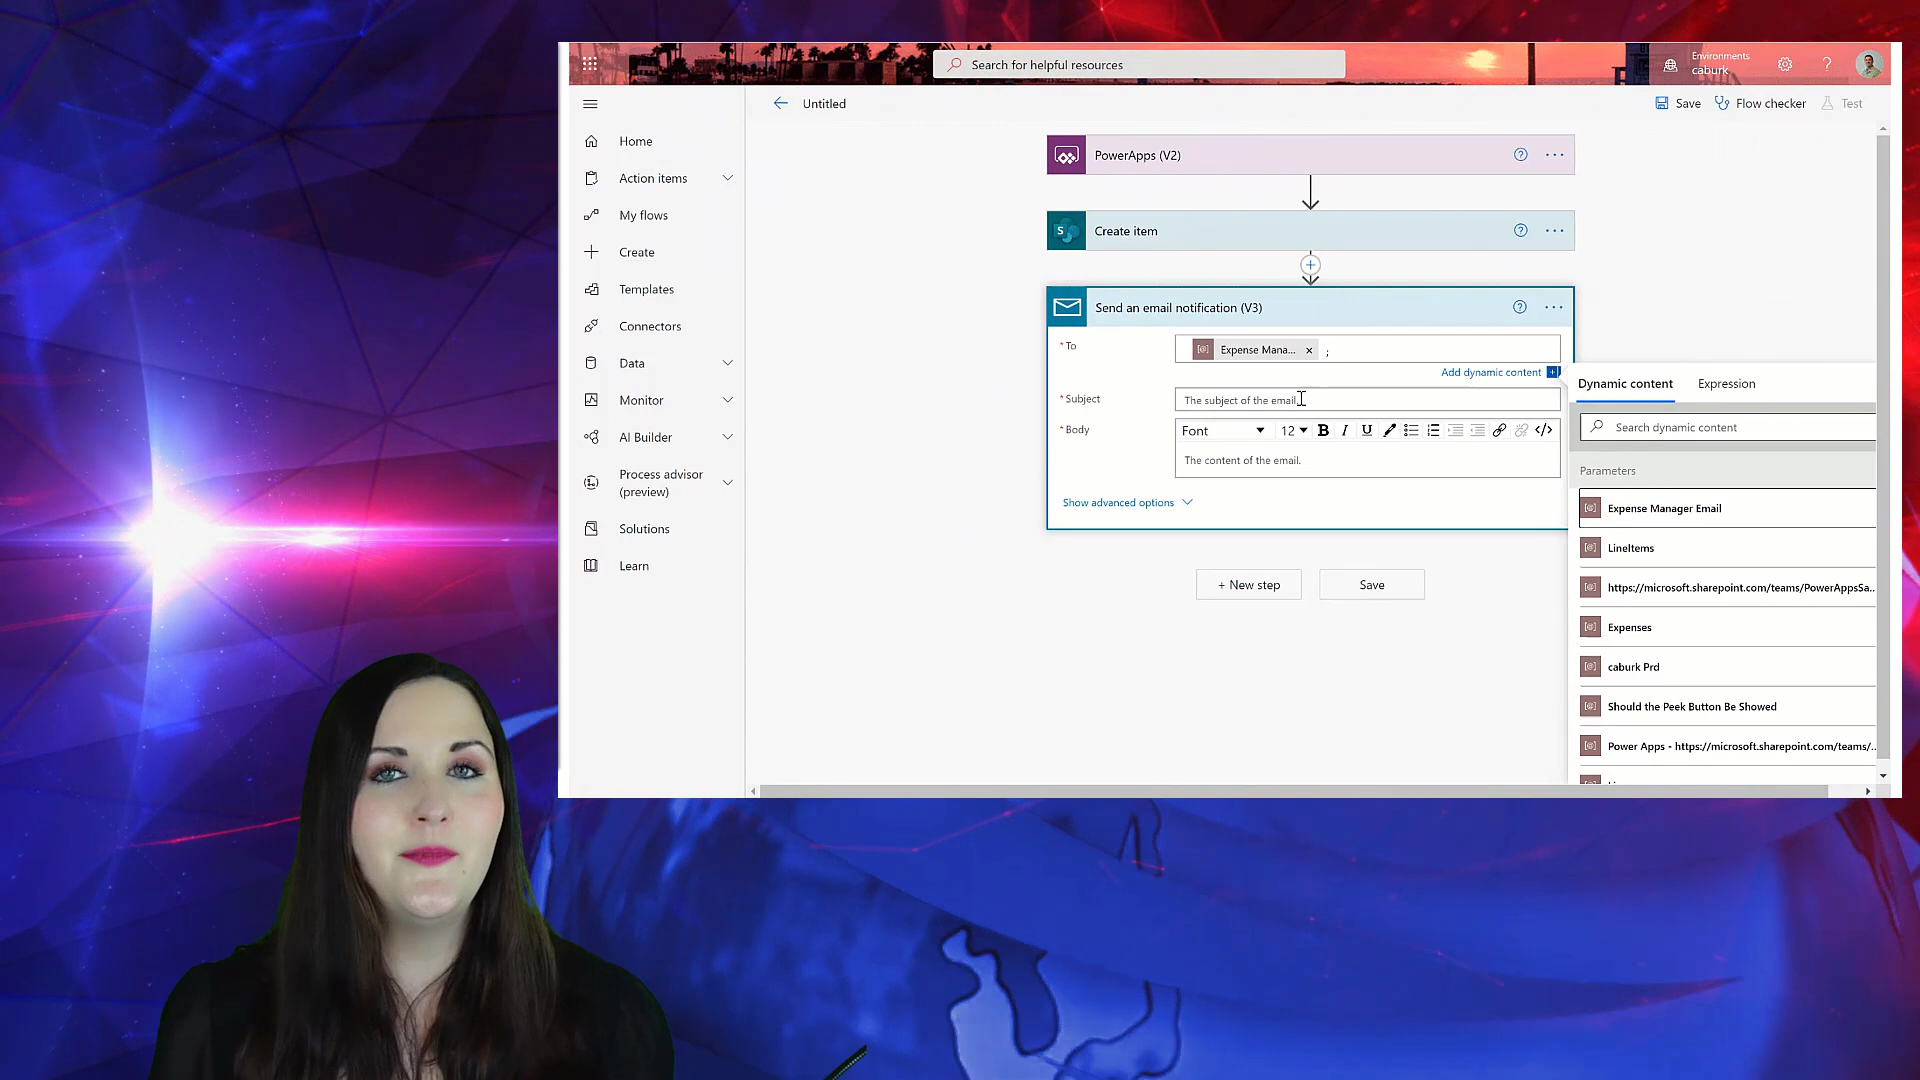 Search for helpful resources
Environments
caburk
Untitled
Save
Flow checker
Test
Home
Action items
My flows
Create
Templates
Connectors
Data
Monitor
AI Builder
Process advisor
(preview)
Solutions
Learn
PowerApps (V2)
Create item
Send an email notification (V3)
* To
Expense Mana... × ;
Add dynamic content
* Subject
The subject of the email.
* Body
Font 12 B I U </>
The content of the email.
Show advanced options
+ New step
Save
Dynamic content
Expression
Search dynamic content
Parameters
Expense Manager Email
LineItems
https://microsoft.sharepoint.com/teams/PowerAppsSa...
Expenses
caburk Prd
Should the Peek Button Be Showed
Power Apps - https://microsoft.sharepoint.com/teams/...